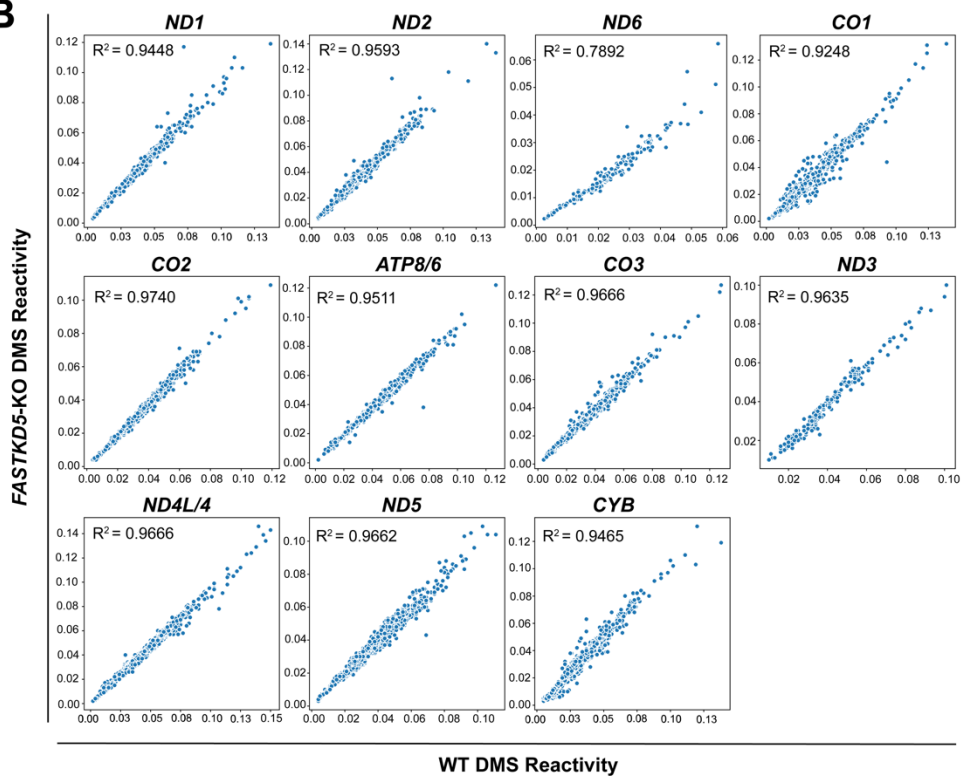 B
ND1
ND2
ND6
CO1
R² = 0.9448
R² = 0.9593
R² = 0.7892
R² = 0.9248
0.12
0.10
0.08
0.06
0.04
0.02
0.00
0.00 0.03 0.05 0.08 0.10 0.13
0.14
0.12
0.10
0.08
0.06
0.04
0.02
0.00
0.00 0.03 0.05 0.08 0.10 0.13
0.06
0.05
0.04
0.03
0.02
0.01
0.00
0.00 0.01 0.02 0.03 0.04 0.05 0.06
0.12
0.10
0.08
0.06
0.04
0.02
0.00
0.00 0.03 0.05 0.08 0.10 0.13
CO2
ATP8/6
CO3
ND3
R² = 0.9740
R² = 0.9511
R² = 0.9666
R² = 0.9635
0.10
0.08
0.06
0.04
0.02
0.00
0.00 0.02 0.04 0.06 0.08 0.10 0.12
0.12
0.10
0.08
0.06
0.04
0.02
0.00
0.00 0.02 0.04 0.06 0.08 0.10 0.12
0.12
0.10
0.08
0.06
0.04
0.02
0.00
0.00 0.02 0.04 0.06 0.08 0.10 0.12
0.10
0.08
0.06
0.04
0.02
0.02 0.04 0.06 0.08 0.10
ND4L/4
ND5
CYB
R² = 0.9666
R² = 0.9662
R² = 0.9465
0.14
0.12
0.10
0.08
0.06
0.04
0.02
0.00
0.00 0.03 0.05 0.08 0.10 0.13 0.15
0.10
0.08
0.06
0.04
0.02
0.00
0.00 0.02 0.04 0.06 0.08 0.10
0.12
0.10
0.08
0.06
0.04
0.02
0.00
0.00 0.03 0.05 0.08 0.10 0.13
FASTKD5-KO DMS Reactivity
WT DMS Reactivity